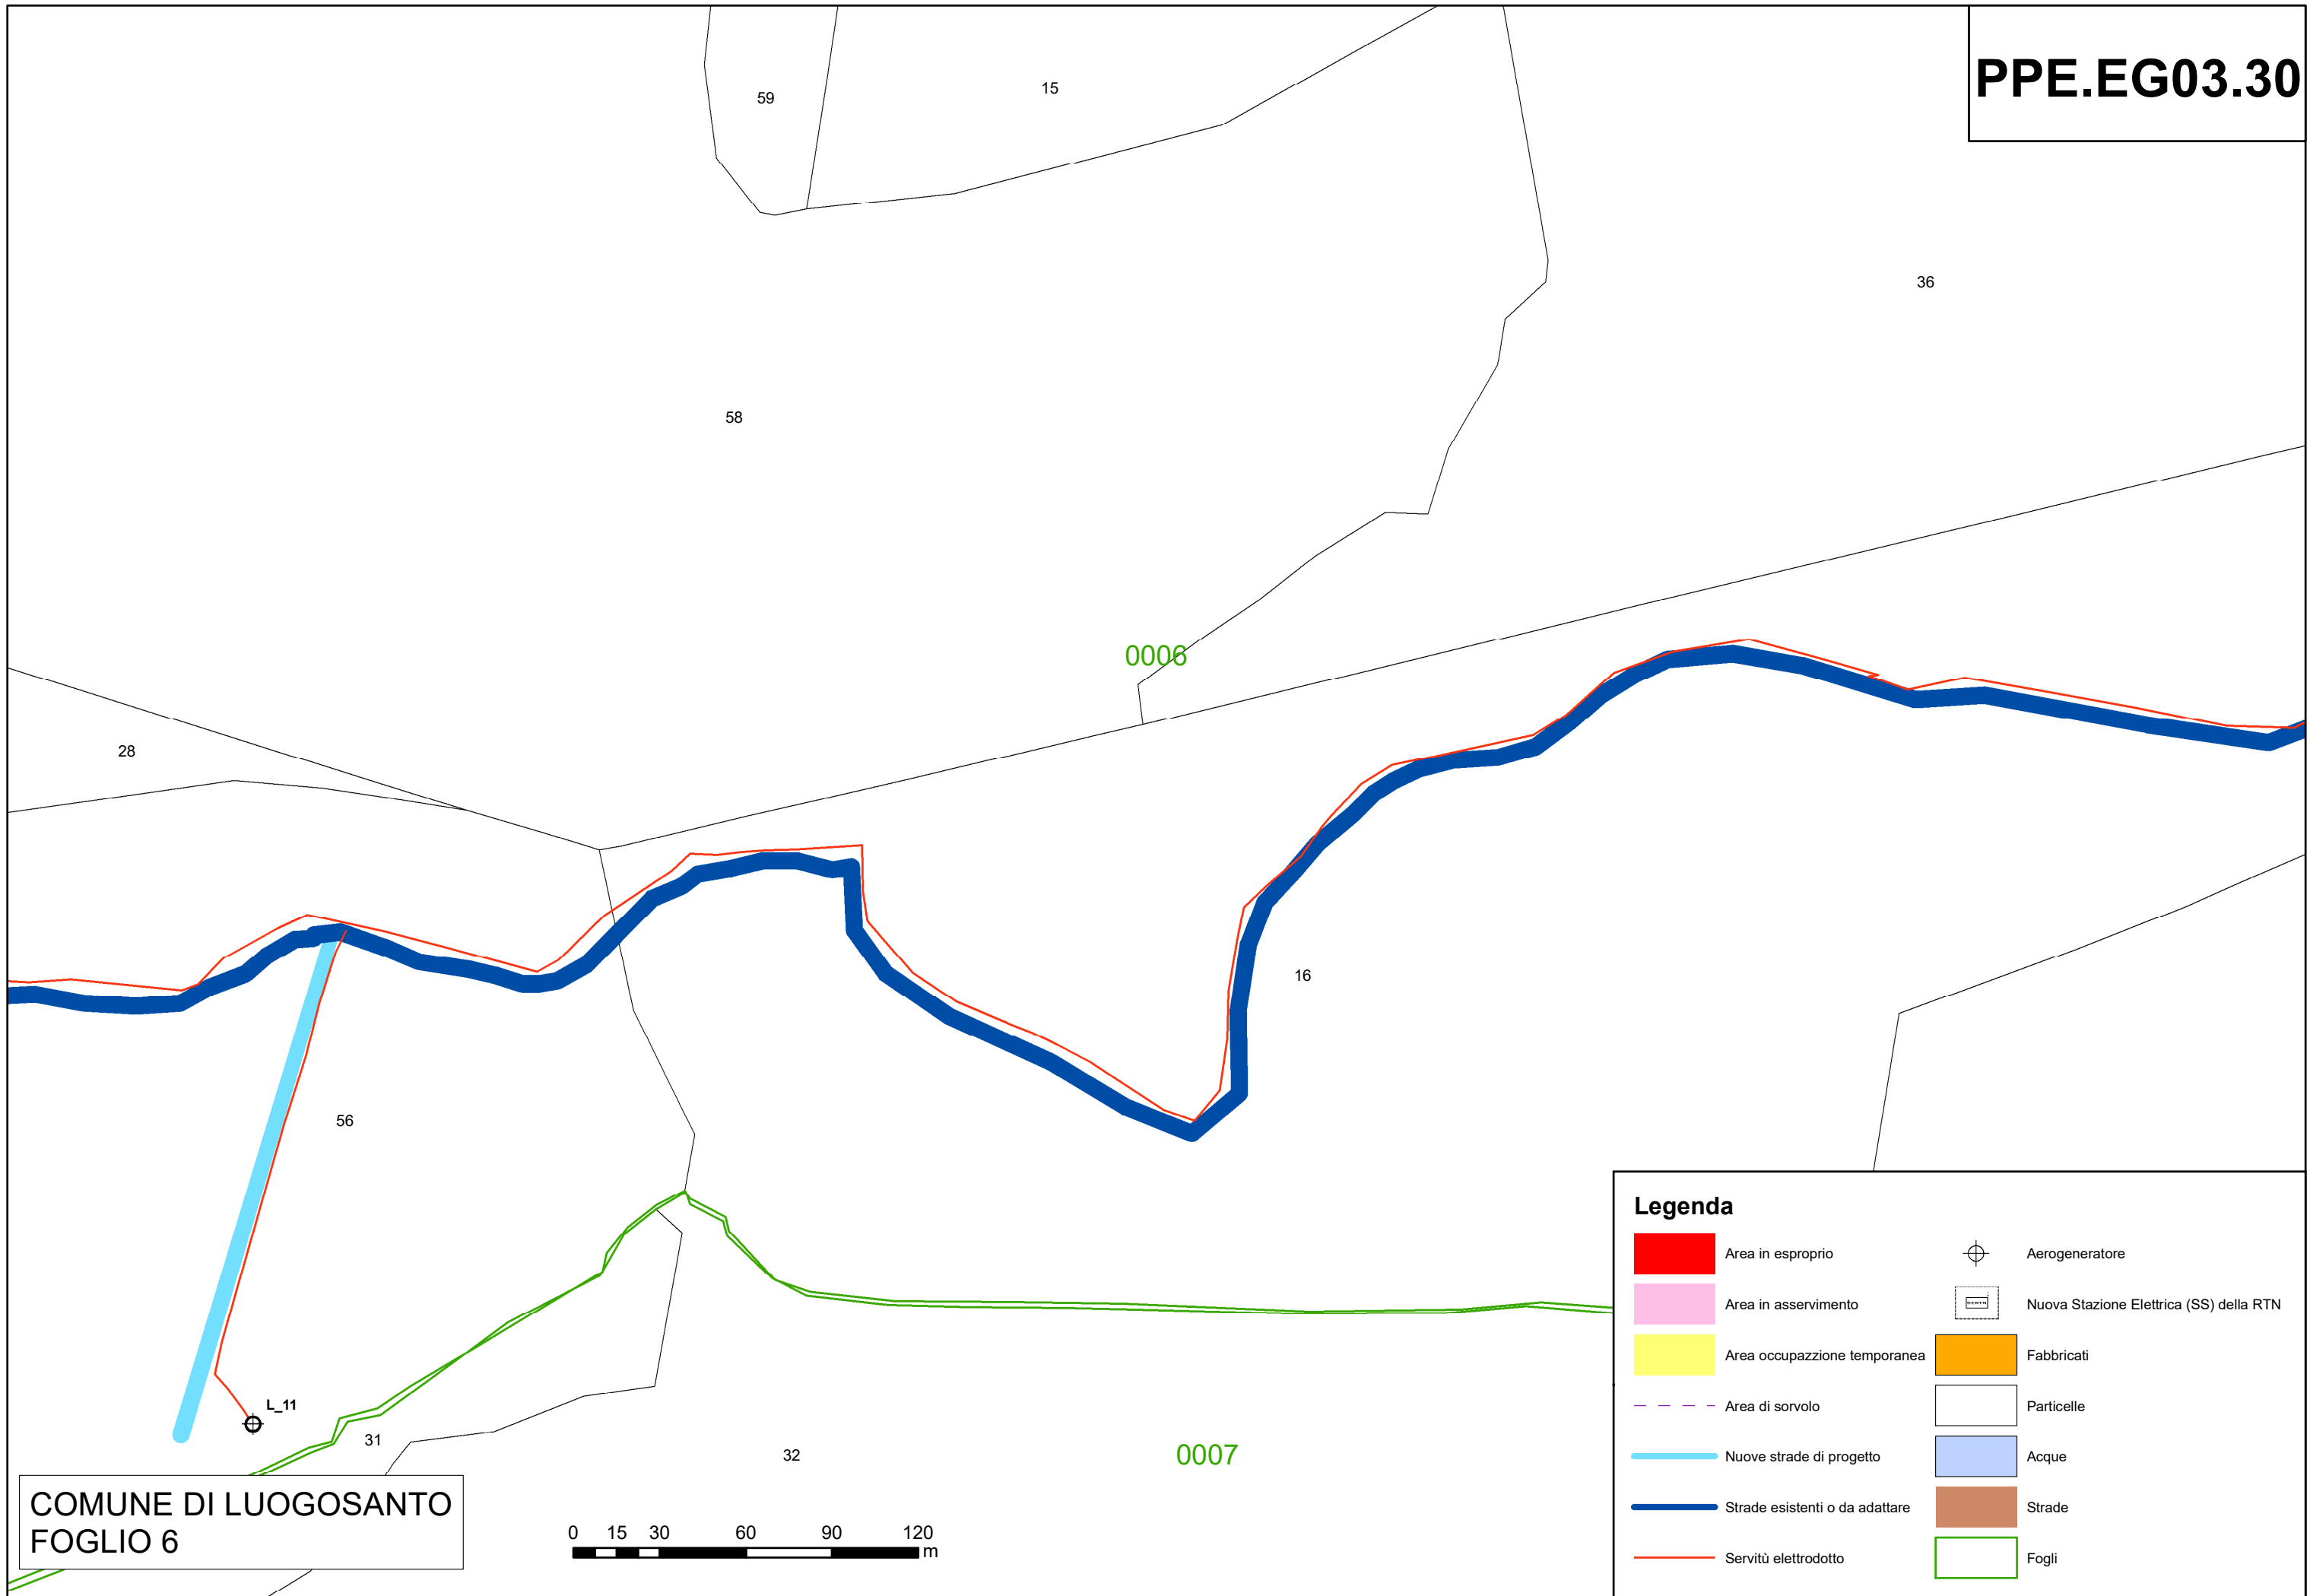 PPE.EG03.30
59
15
36
58
0006
28
16
56
L_11
31
32
0007
COMUNE DI LUOGOSANTO
FOGLIO 6
0 15 30 60 90 120
m
Legenda
Area in esproprio
Area in asservimento
Area occupazzione temporanea
Area di sorvolo
Nuove strade di progetto
Strade esistenti o da adattare
Servitù elettrodotto
Aerogeneratore
Nuova Stazione Elettrica (SS) della RTN
Fabbricati
Particelle
Acque
Strade
Fogli